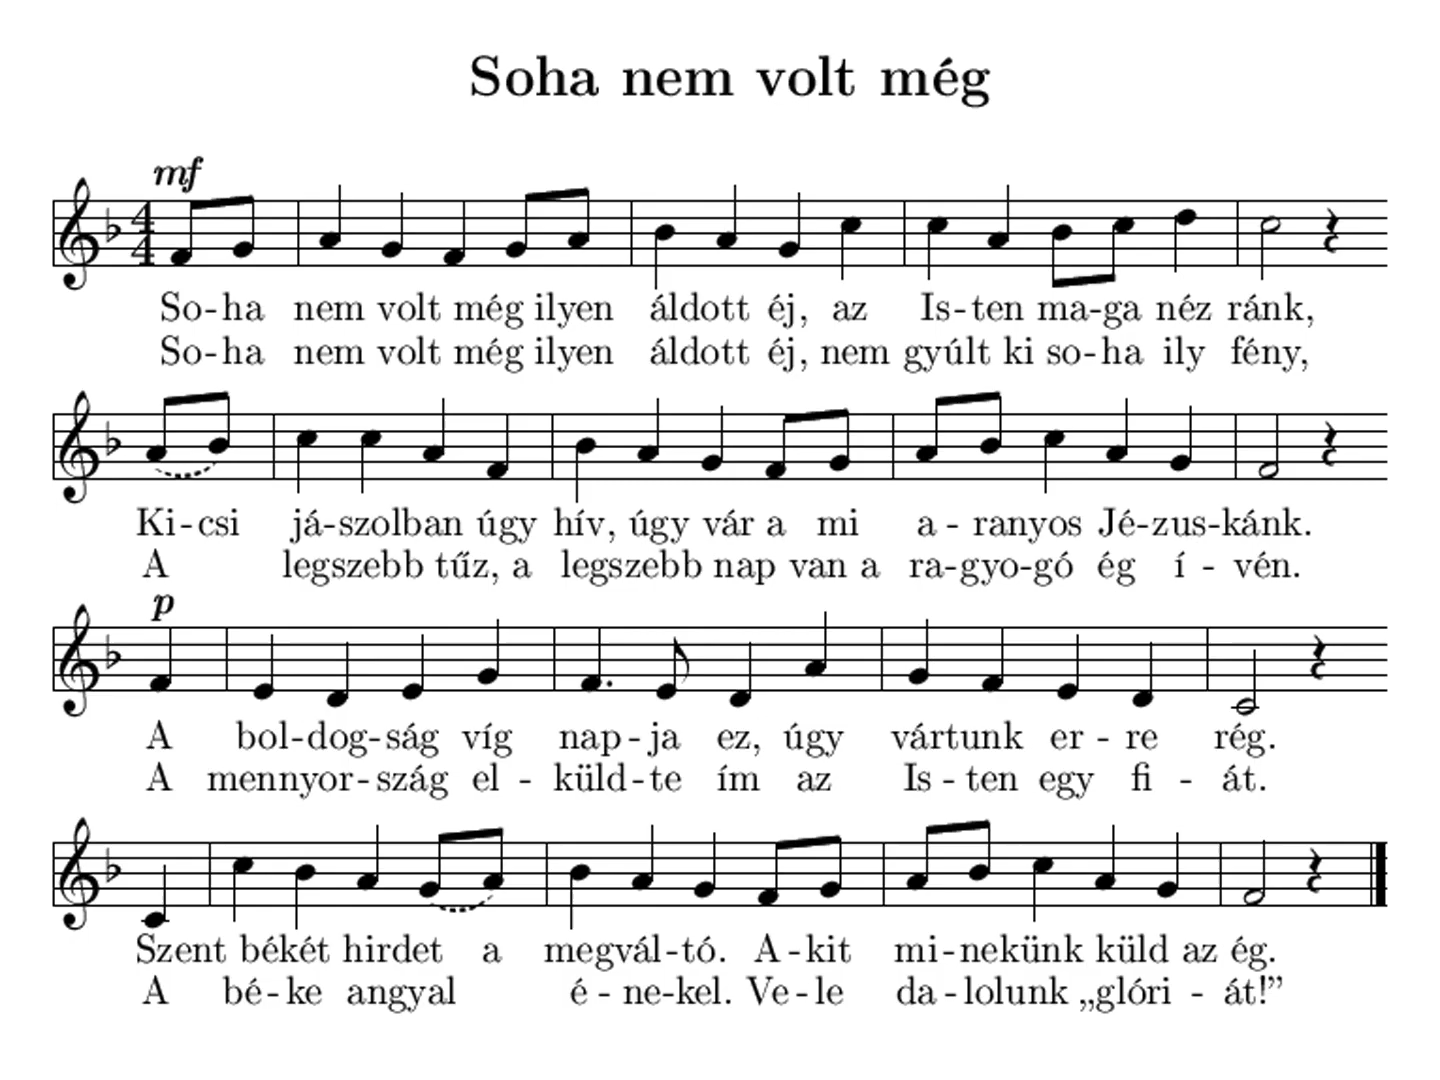 Soha nem volt még
mf
4
4
So-ha nem volt még ilyen áldott éj, az Is-ten ma-ga néz ránk,
So-ha nem volt még ilyen áldott éj, nem gyúlt ki so-ha ily fény,
Ki-csi já-szolban úgy hív, úgy vár a mi a-ranyos Jé-zus-kánk.
A legszebb tűz, a legszebb nap van a ra-gyo-gó ég í-vén.
p
A bol-dog-ság víg nap-ja ez, úgy vártunk er-re rég.
A mennyor-szág el-küld-te ím az Is-ten egy fi-át.
Szent békét hirdet a megvál-tó. A-kit mi-nekünk küld az ég.
A bé-ke angyal é-ne-kel. Ve-le da-lolunk „glóri-át!”